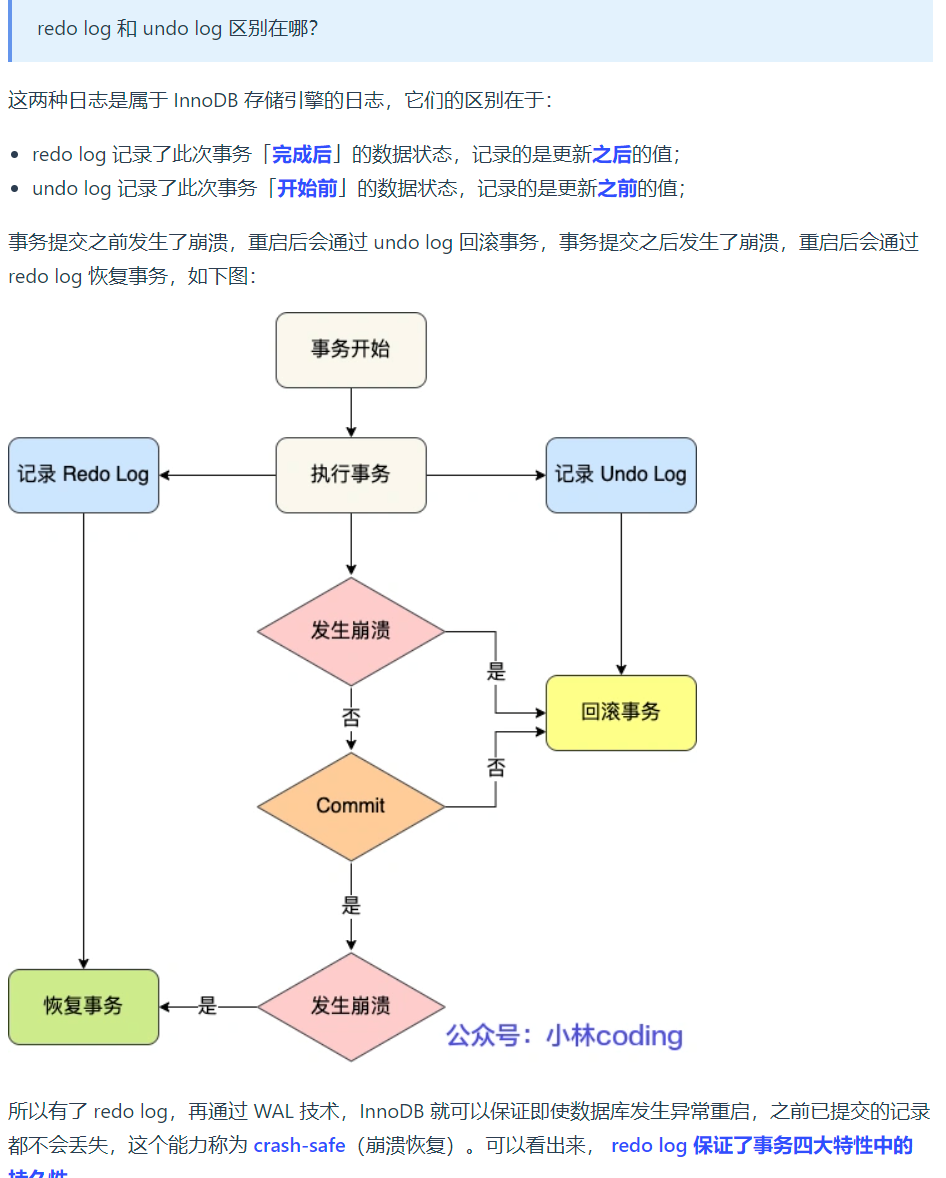 redo log 和 undo log 区别在哪？
这两种日志是属于 InnoDB 存储引擎的日志，它们的区别在于：
redo log 记录了此次事务「完成后」的数据状态，记录的是更新之后的值；
undo log 记录了此次事务「开始前」的数据状态，记录的是更新之前的值；
事务提交之前发生了崩溃，重启后会通过 undo log 回滚事务，事务提交之后发生了崩溃，重启后会通过
redo log 恢复事务，如下图：
事务开始
记录 Redo Log
执行事务
记录 Undo Log
发生崩溃
是
回滚事务
否
否
Commit
是
恢复事务
是
发生崩溃
公众号：小林coding
所以有了 redo log，再通过 WAL 技术，InnoDB 就可以保证即使数据库发生异常重启，之前已提交的记录
都不会丢失，这个能力称为 crash-safe（崩溃恢复）。可以看出来， redo log 保证了事务四大特性中的
持久性